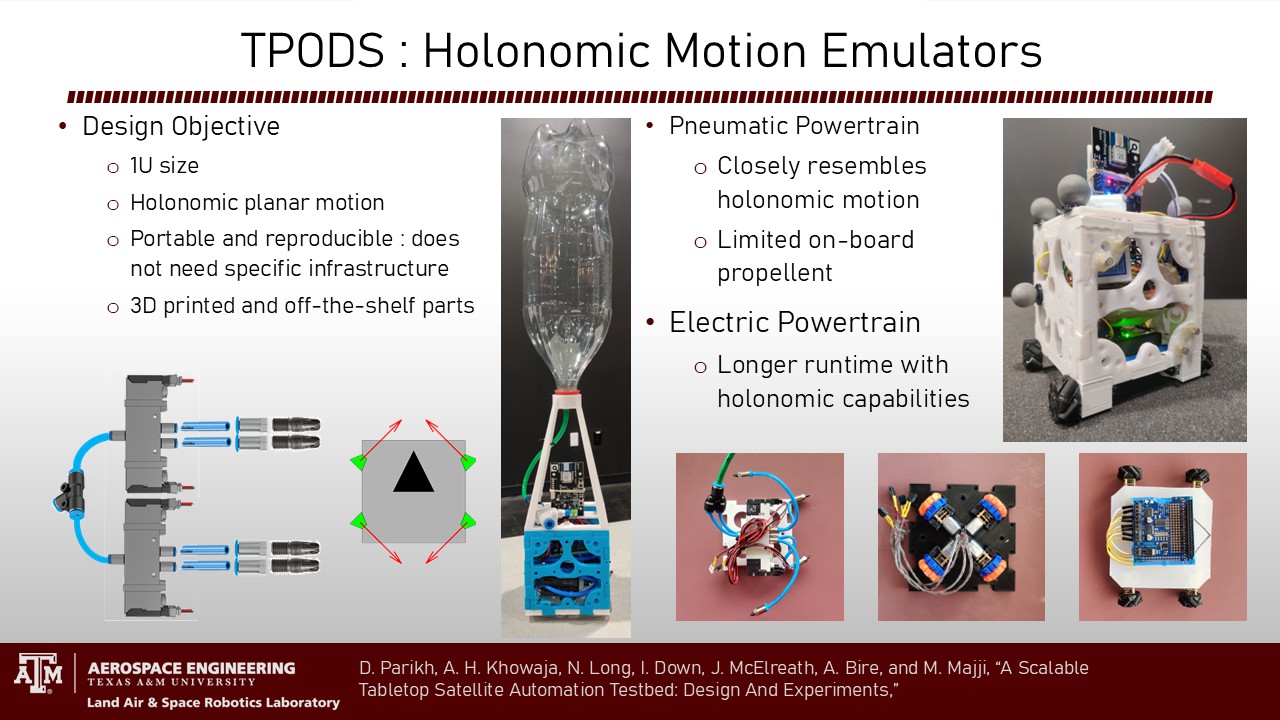 TPODS : Holonomic Motion Emulators
• Design Objective
o 1U size
o Holonomic planar motion
o Portable and reproducible : does
not need specific infrastructure
o 3D printed and off-the-shelf parts
• Pneumatic Powertrain
o Closely resembles
holonomic motion
o Limited on-board
propellent
• Electric Powertrain
o Longer runtime with
holonomic capabilities
ATM
AEROSPACE ENGINEERING
TEXAS A&M UNIVERSITY
Land Air & Space Robotics Laboratory
D. Parikh, A. H. Khowaja, N. Long, I. Down, J. McElreath, A. Bire, and M. Majji, “A Scalable
Tabletop Satellite Automation Testbed: Design And Experiments,”